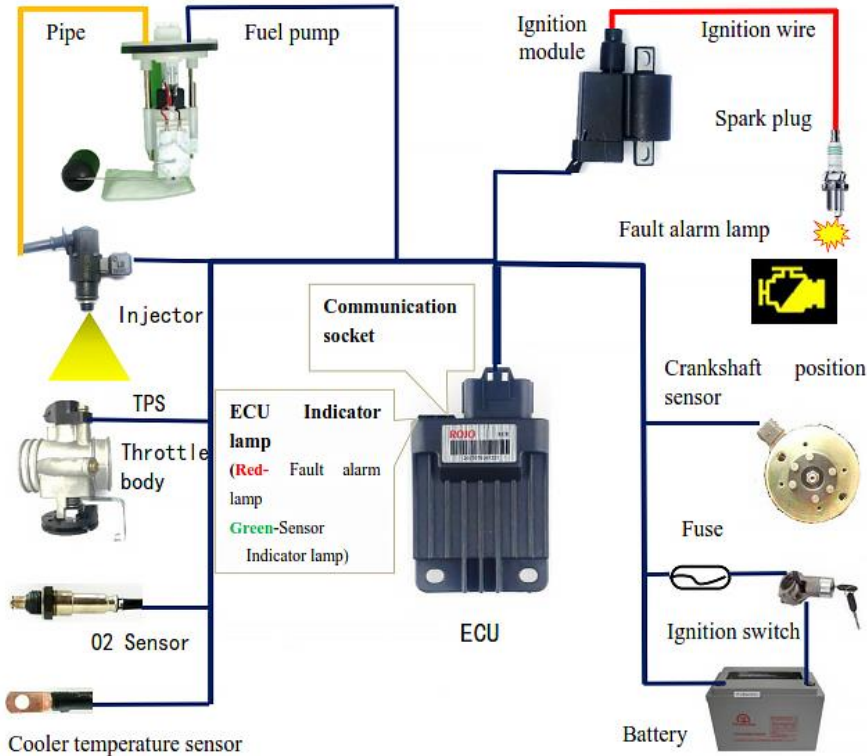 Pipe
Fuel pump
Ignition
module
Ignition wire
Spark plug
Fault alarm lamp
Injector
Communication
socket
TPS
Throttle
body
ECU Indicator
lamp
(Red- Fault alarm
lamp
Green-Sensor
Indicator lamp)
ROJO
Crankshaft position
sensor
Fuse
Ignition switch
O2 Sensor
ECU
Battery
Cooler temperature sensor